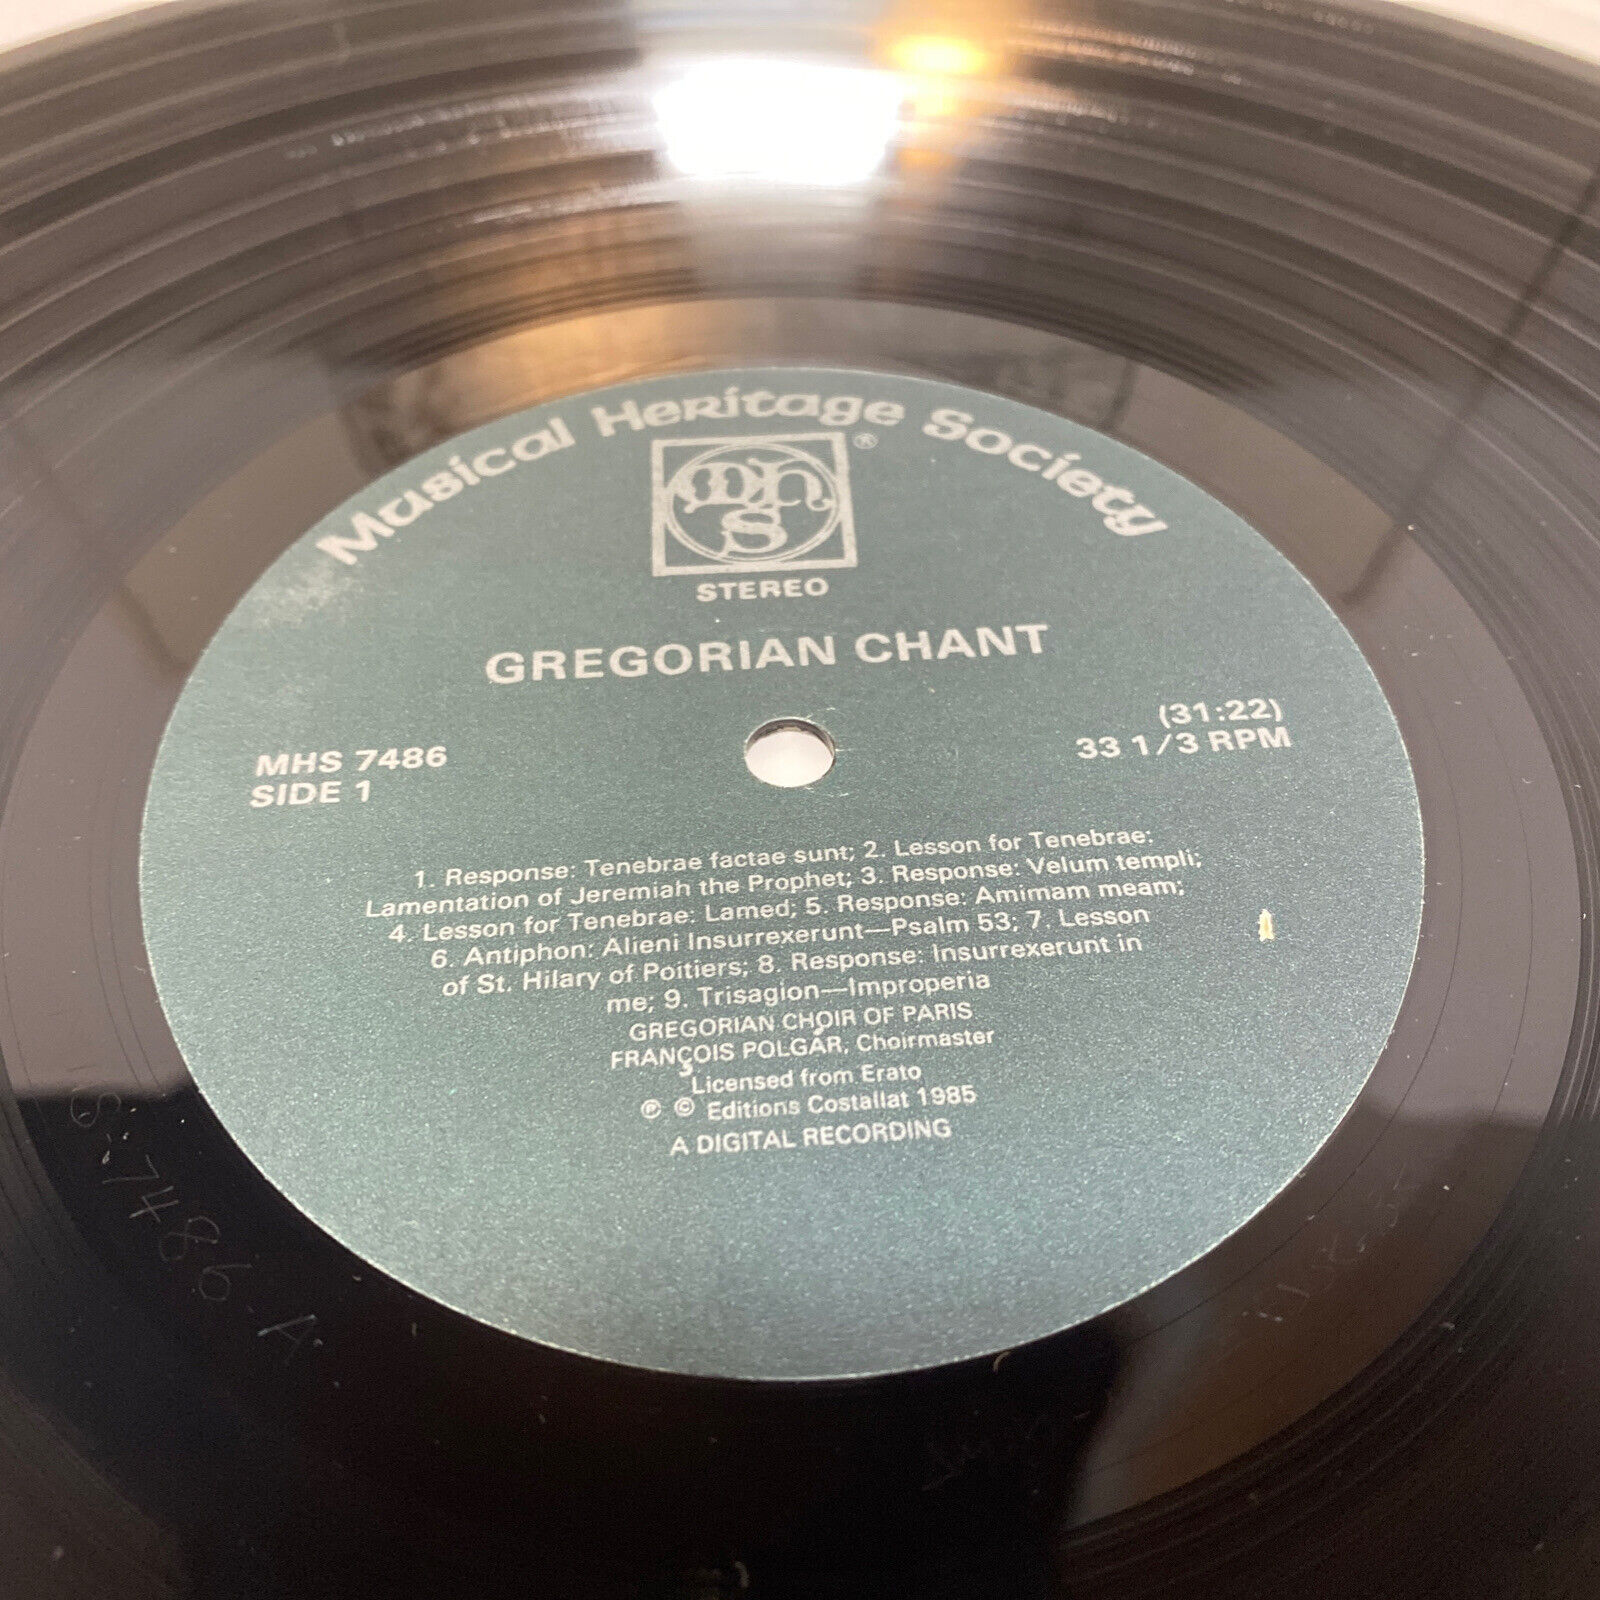 Musical Heritage Society
mhs ®
STEREO
GREGORIAN CHANT
(31:22)
MHS 7486
33 1/3 RPM
SIDE 1
1. Response: Tenebrae factae sunt; 2. Lesson for Tenebrae:
Lamentation of Jeremiah the Prophet; 3. Response: Velum templi;
4. Lesson for Tenebrae: Lamed; 5. Response: Amimam meam;
6. Antiphon: Alieni Insurrexerunt—Psalm 53; 7. Lesson
of St. Hilary of Poitiers; 8. Response: Insurrexerunt in
me; 9. Trisagion—Improperia
GREGORIAN CHOIR OF PARIS
FRANÇOIS POLGÁR, Choirmaster
Licensed from Erato
℗ © Editions Costallat 1985
A DIGITAL RECORDING
7486 A